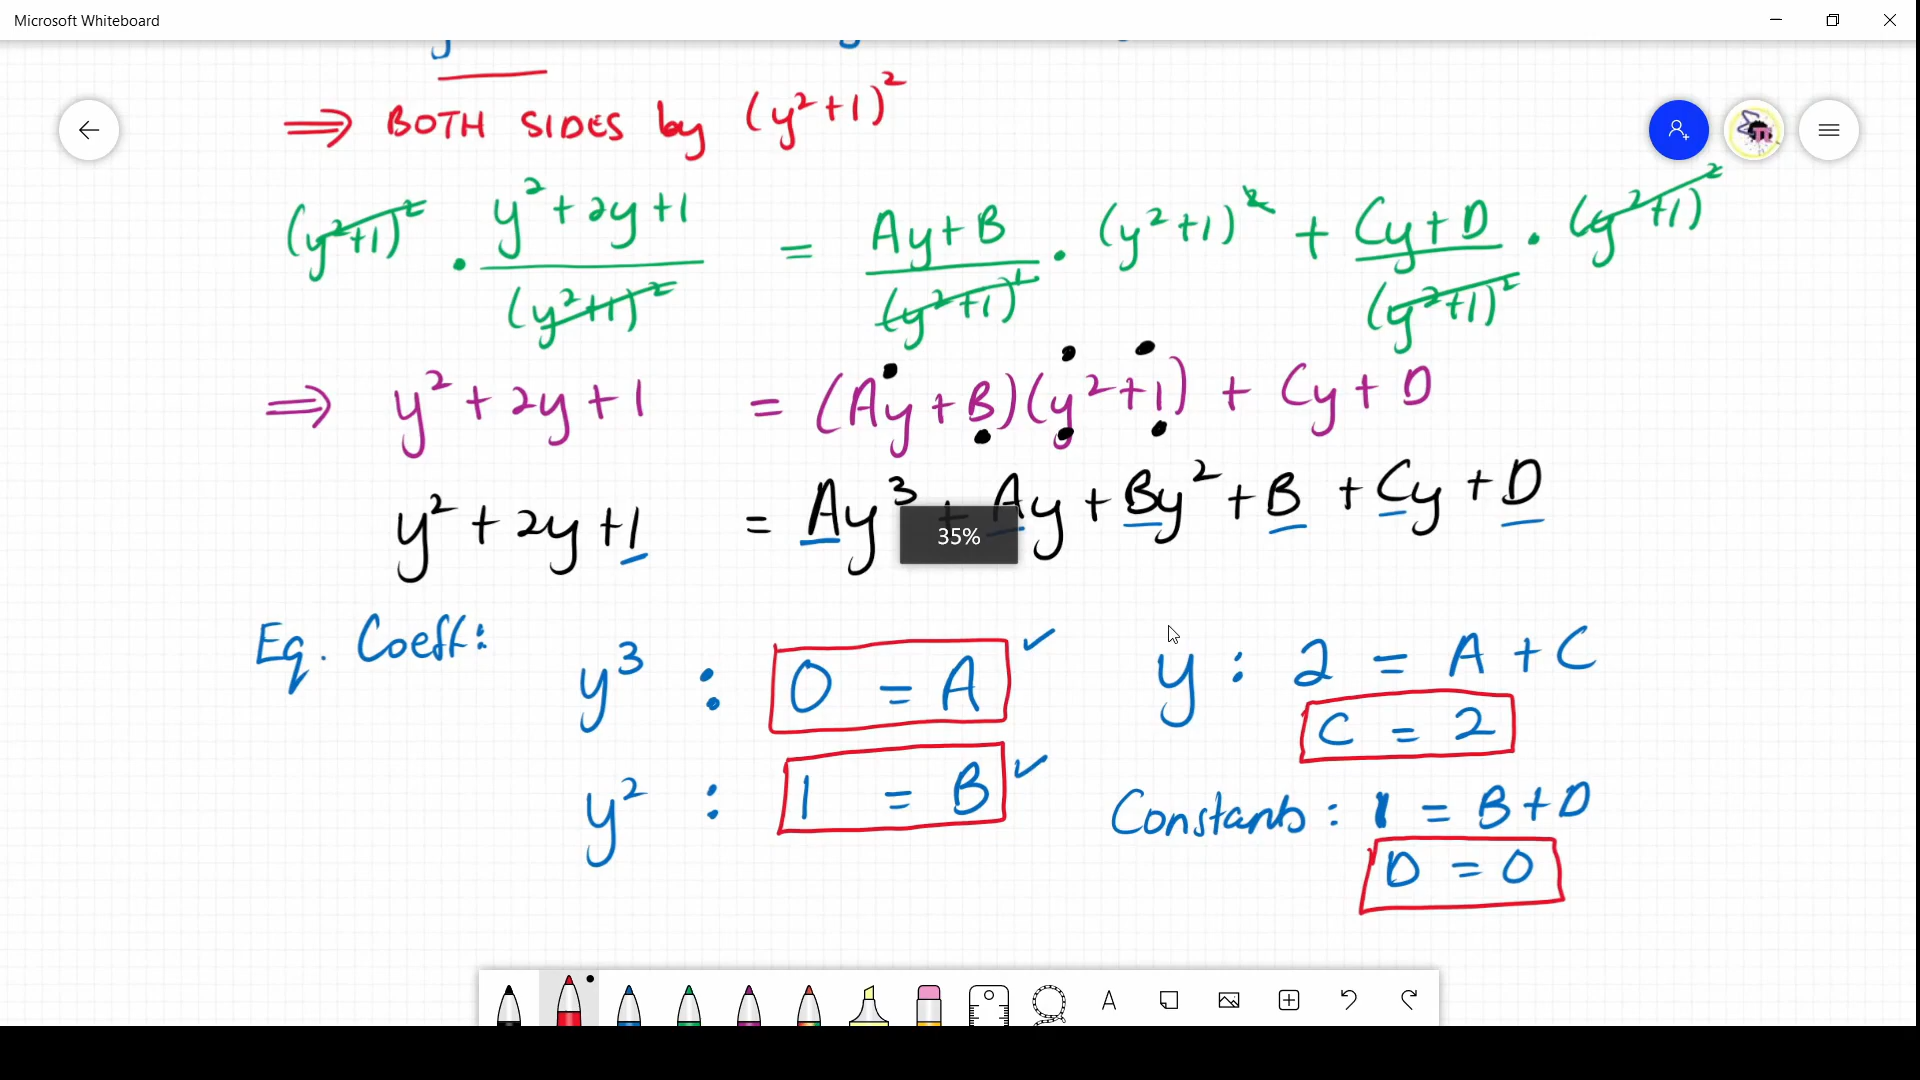 Microsoft Whiteboard
⟹ BOTH SIDES by (y²+1)²
(y²+1)² · y²+2y+1/(y²+1)² = Ay+B/(y²+1)¹ · (y²+1)² + Cy+D/(y²+1)² · (y²+1)²
⟹ y²+2y+1 = (Ay+B)(y²+1) + Cy+D
y²+2y+1 = Ay³ + Ay + By² + B + Cy + D
35%
Eq. Coeff:
y³ : 0 = A ✓
y : 2 = A + C
C = 2
y² : 1 = B ✓
Constants : 1 = B + D
D = 0
A